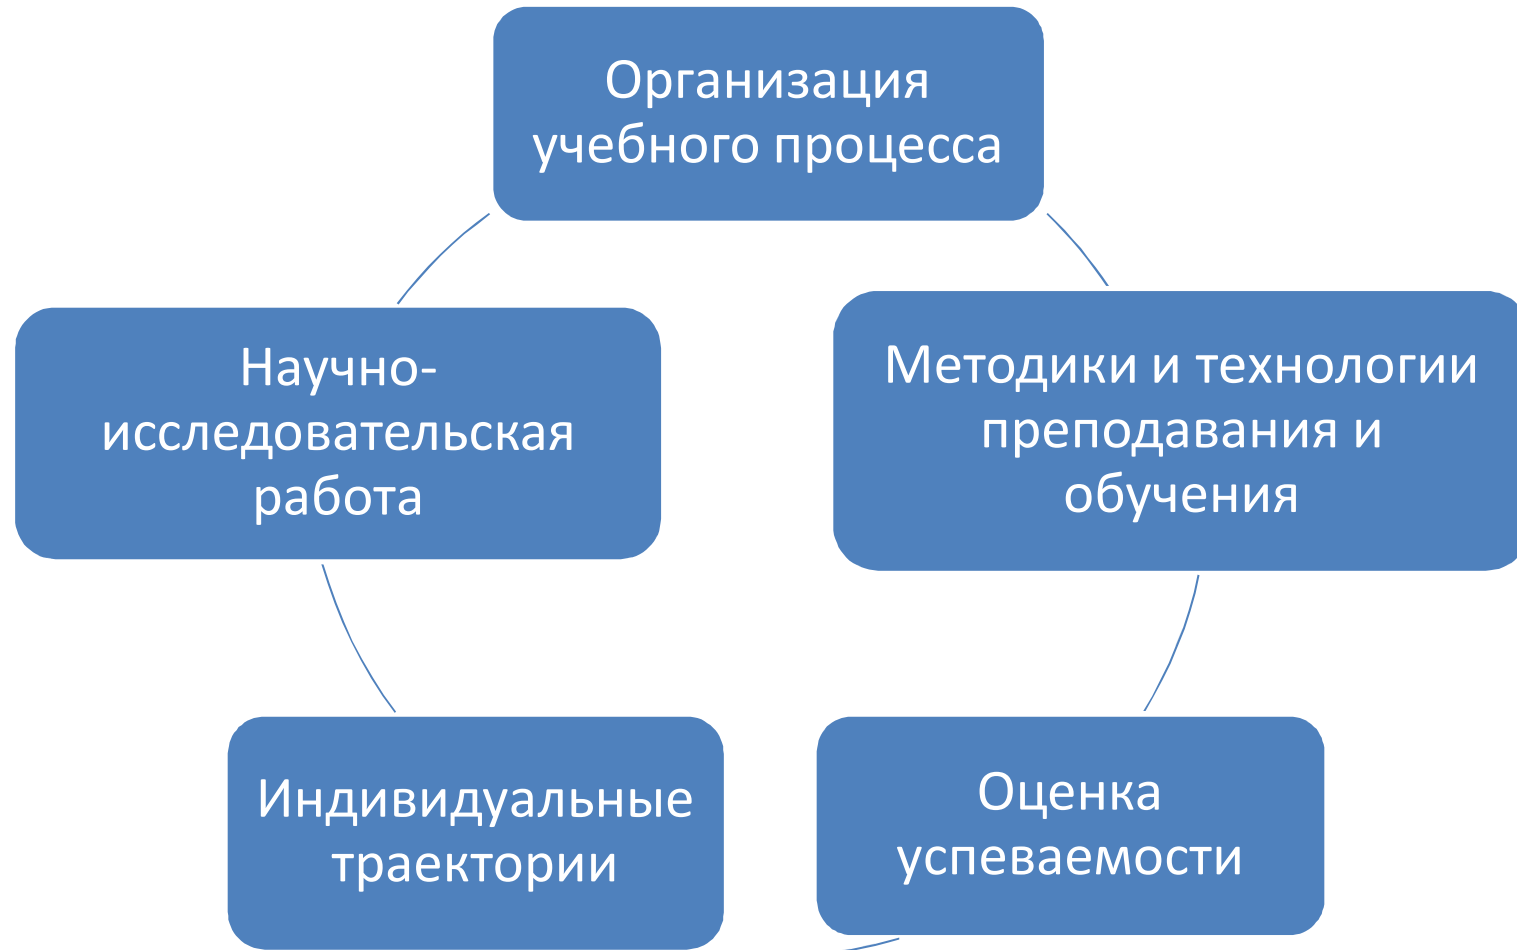 Организация
учебного процесса
Научно-
исследовательская
работа
Методики и технологии
преподавания и
обучения
Индивидуальные
траектории
Оценка
успеваемости